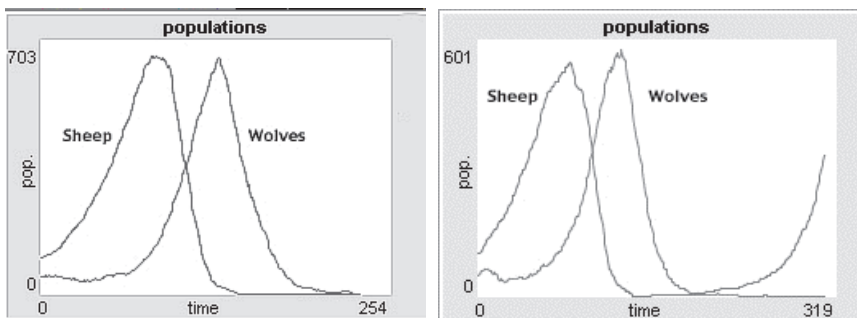 populations
703
Sheep
Wolves
pop.
0
0
time
254
populations
601
Sheep
Wolves
pop.
0
0
time
319